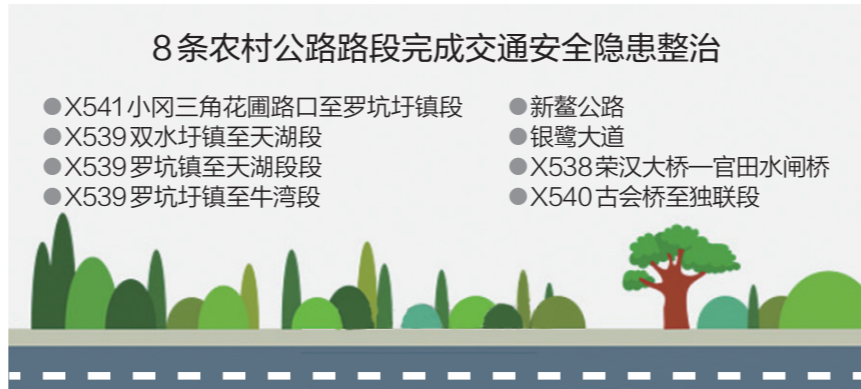 8条农村公路路段完成交通安全隐患整治
●X541小冈三角花圃路口至罗坑圩镇段
●X539双水圩镇至天湖段
●X539罗坑镇至天湖段段
●X539罗坑圩镇至牛湾段
●新鳌公路
●银鹭大道
●X538荣汉大桥—官田水闸桥
●X540古会桥至独联段